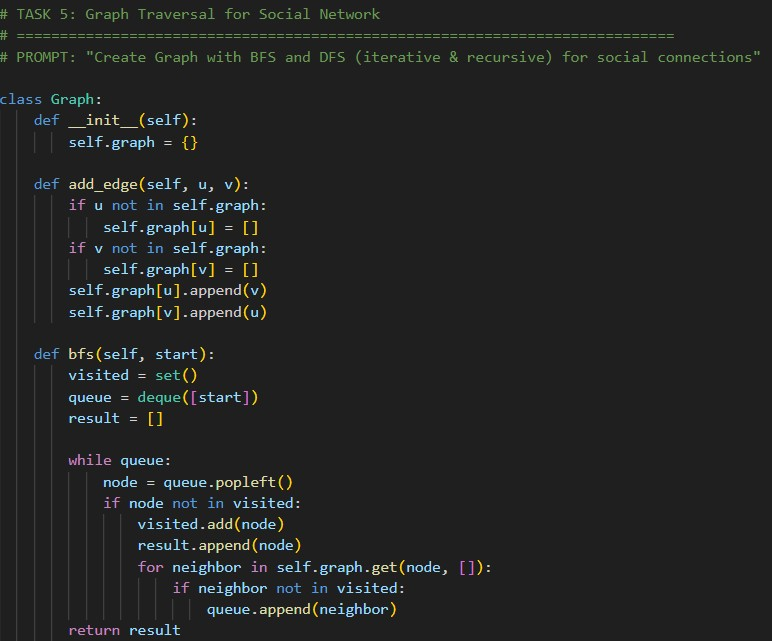 # TASK 5: Graph Traversal for Social Network
# ============================================================================
# PROMPT: "Create Graph with BFS and DFS (iterative & recursive) for social connections"
class Graph:
    def __init__(self):
        self.graph = {}
    def add_edge(self, u, v):
        if u not in self.graph:
            self.graph[u] = []
        if v not in self.graph:
            self.graph[v] = []
        self.graph[u].append(v)
        self.graph[v].append(u)
    def bfs(self, start):
        visited = set()
        queue = deque([start])
        result = []
        while queue:
            node = queue.popleft()
            if node not in visited:
                visited.add(node)
                result.append(node)
                for neighbor in self.graph.get(node, []):
                    if neighbor not in visited:
                        queue.append(neighbor)
        return result